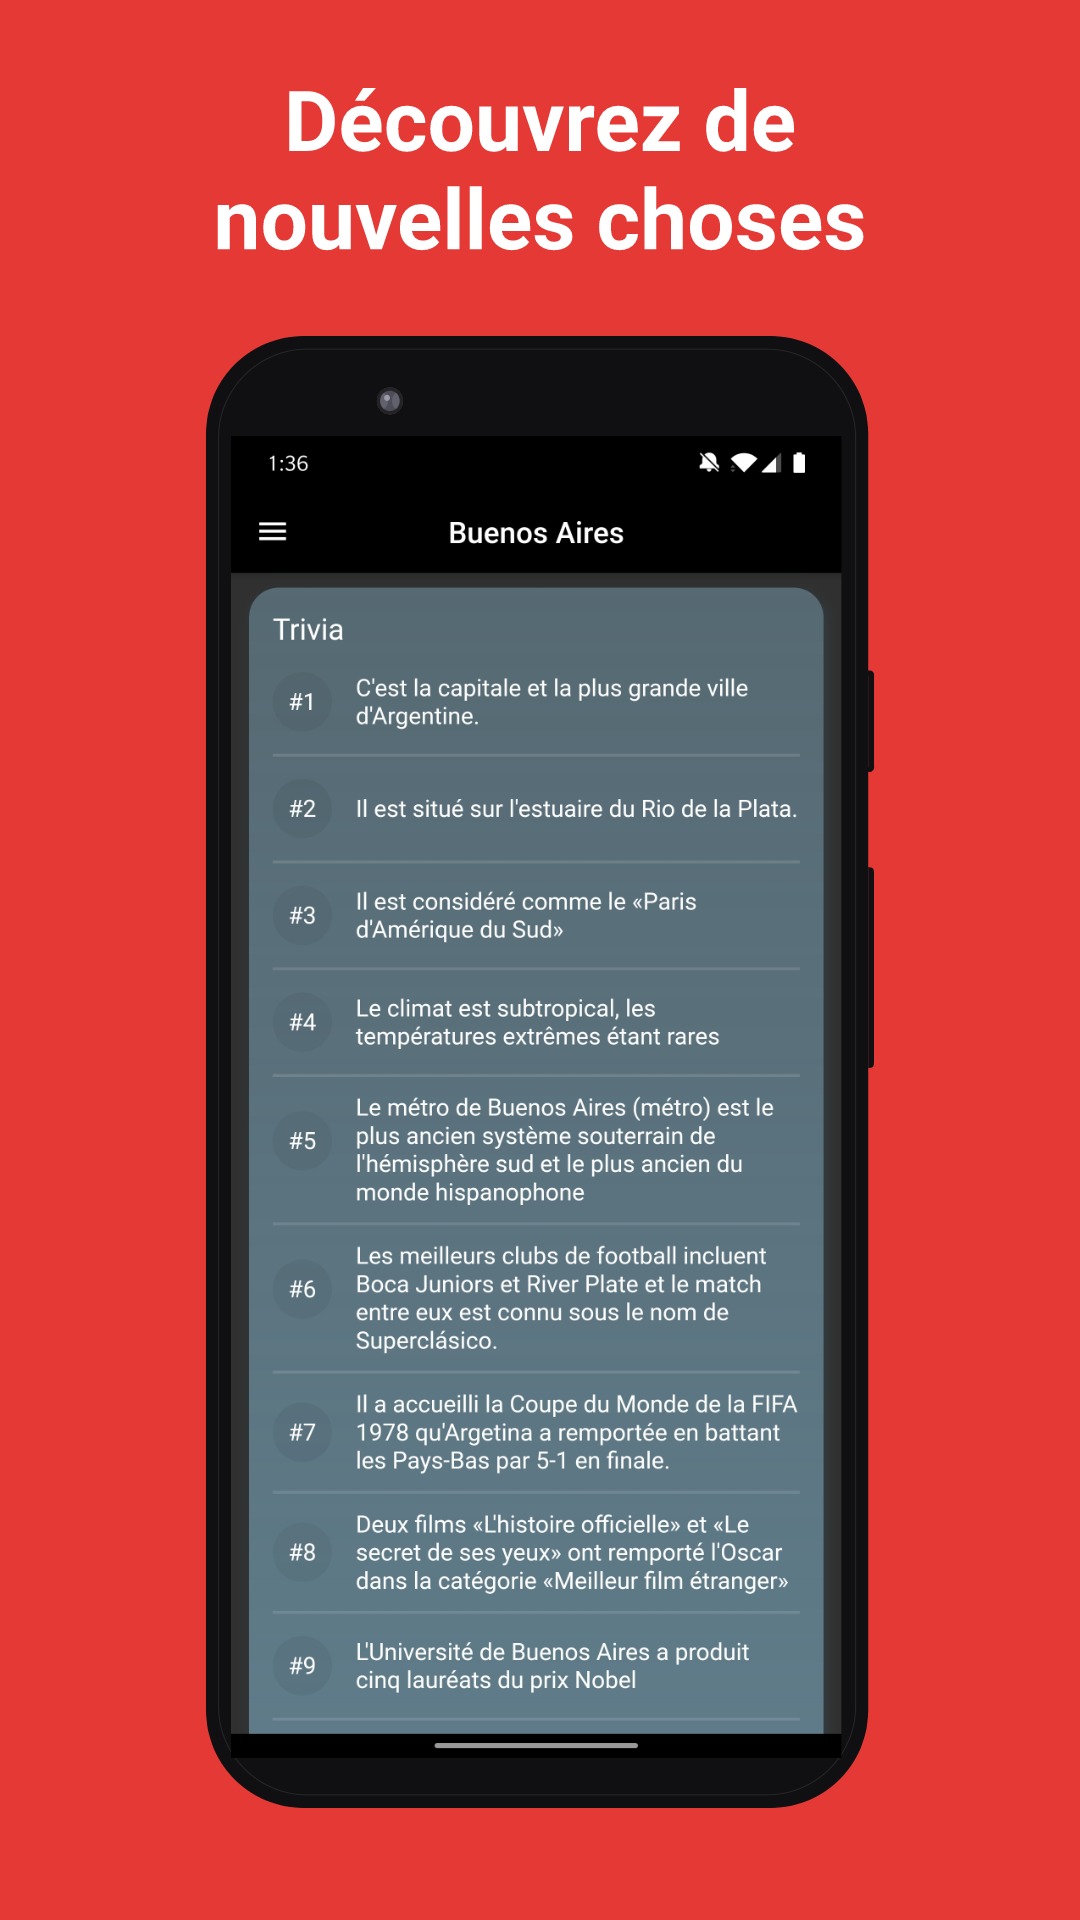 Découvrez de
nouvelles choses
1:36
Buenos Aires
Trivia
#1
C'est la capitale et la plus grande ville
d'Argentine.
#2
Il est situé sur l'estuaire du Rio de la Plata.
#3
Il est considéré comme le «Paris
d'Amérique du Sud»
#4
Le climat est subtropical, les
températures extrêmes étant rares
#5
Le métro de Buenos Aires (métro) est le
plus ancien système souterrain de
l'hémisphère sud et le plus ancien du
monde hispanophone
#6
Les meilleurs clubs de football incluent
Boca Juniors et River Plate et le match
entre eux est connu sous le nom de
Superclásico.
#7
Il a accueilli la Coupe du Monde de la FIFA
1978 qu'Argetina a remportée en battant
les Pays-Bas par 5-1 en finale.
#8
Deux films «L'histoire officielle» et «Le
secret de ses yeux» ont remporté l'Oscar
dans la catégorie «Meilleur film étranger»
#9
L'Université de Buenos Aires a produit
cinq lauréats du prix Nobel